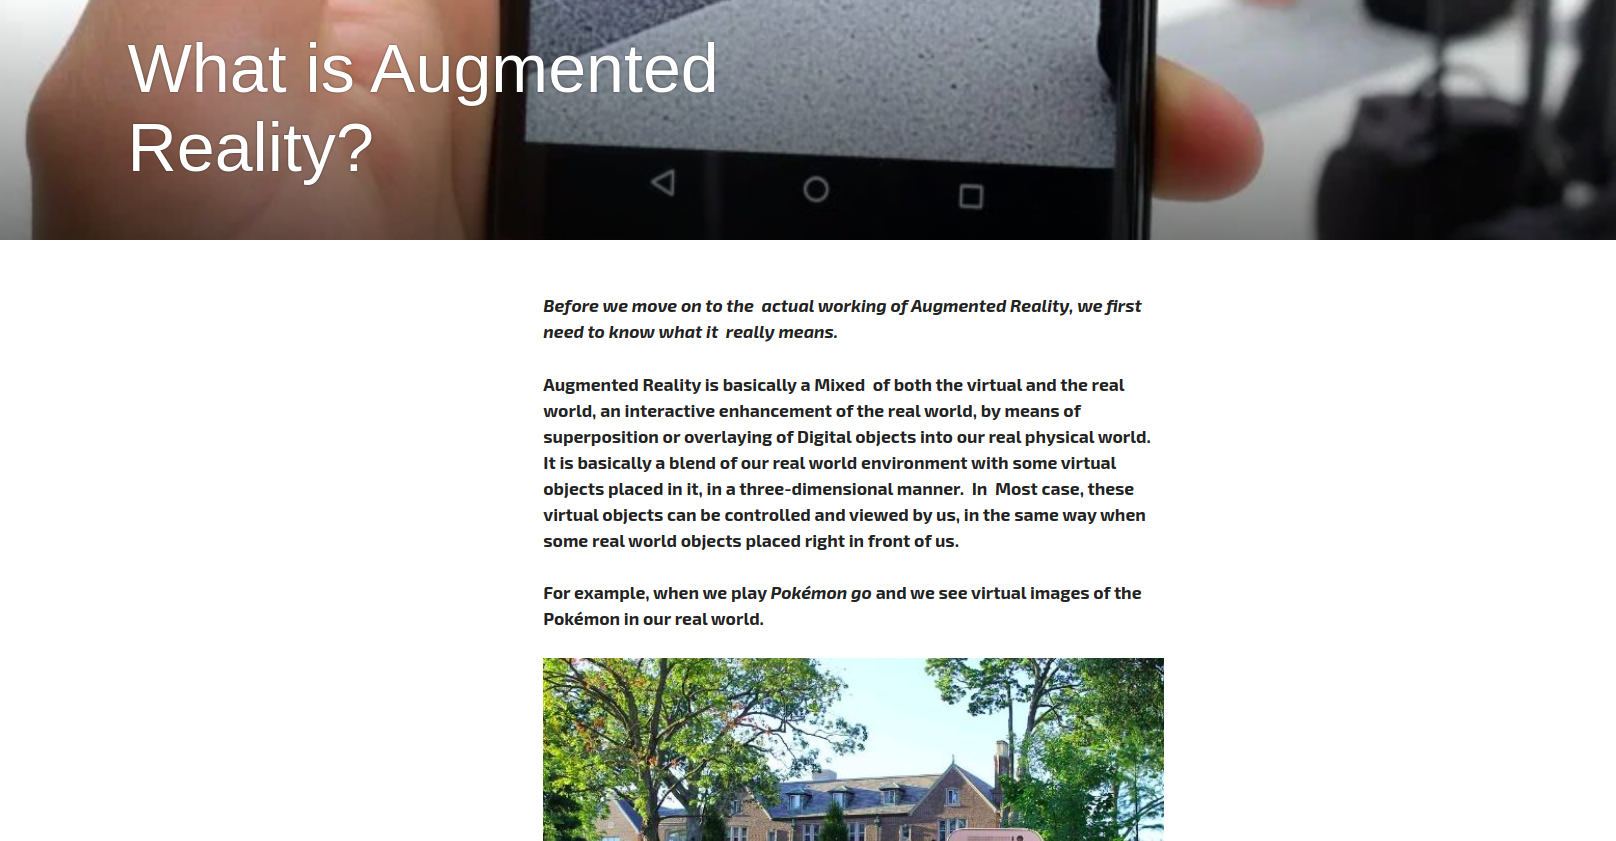 What is Augmented
Reality?
Before we move on to the  actual working of Augmented Reality, we first
need to know what it  really means.
Augmented Reality is basically a Mixed  of both the virtual and the real
world, an interactive enhancement of the real world, by means of
superposition or overlaying of Digital objects into our real physical world.
It is basically a blend of our real world environment with some virtual
objects placed in it, in a three-dimensional manner.  In  Most case, these
virtual objects can be controlled and viewed by us, in the same way when
some real world objects placed right in front of us.
For example, when we play Pokémon go and we see virtual images of the
Pokémon in our real world.